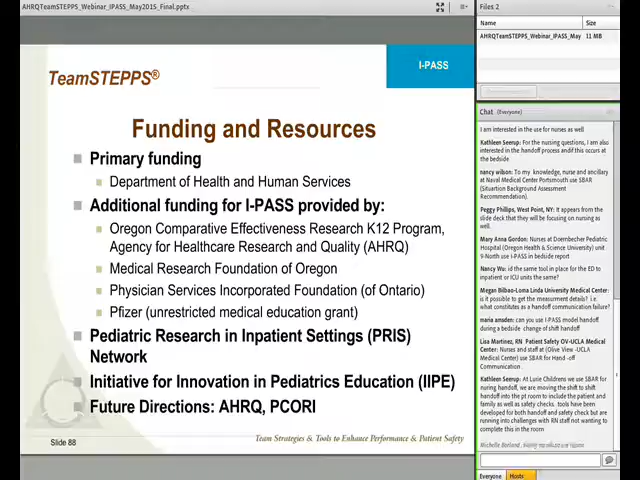 AHRQTeamSTEPPS_Webinar_IPASS_May2015_Final.pptx
TeamSTEPPS®
I-PASS
Funding and Resources
Primary funding
Department of Health and Human Services
Additional funding for I-PASS provided by:
Oregon Comparative Effectiveness Research K12 Program,
Agency for Healthcare Research and Quality (AHRQ)
Medical Research Foundation of Oregon
Physician Services Incorporated Foundation (of Ontario)
Pfizer (unrestricted medical education grant)
Pediatric Research in Inpatient Settings (PRIS)
Network
Initiative for Innovation in Pediatrics Education (IIPE)
Future Directions: AHRQ, PCORI
Slide 88
Team Strategies & Tools to Enhance Performance & Patient Safety
Files 2
Name Size
AHRQTeamSTEPPS_Webinar_IPASS_May 11 MB
Chat (Everyone)
I am interested in the use for nurses as well
Kathleen Seerup: For the nursing questions, I am also
interested in the handoff process and if this occurs at
the bedside
nancy wilson: To my knowledge, nurse and ancillary
at Naval Medical Center Portsmouth use SBAR
(Situartion Background Assessment
Recommendation).
Peggy Phillips, West Point, NY: It appears from the
slide deck that they will be focusing on nursing as
well.
Mary Anna Gordon: Nurses at Doernbecher Pediatric
Hospital (Oregon Health & Science University) unit
9-North use I-PASS in bedside report
Nancy Wu: id the same tool in place for the ED to
inpatient or ICU units the same?
Megan Bilbao-Loma Linda University Medical Center:
is it possible to get the measurement details? i.e.
what constitutes as a handoff communication failure?
maria amsden: can you use I-PASS model handoff
during a bedside change of shift handoff
Lisa Martinez, RN Patient Safety OV-UCLA Medical
Center: Nurses and staff at (Olive View -UCLA
Medical Center) use SBAR for Hand -off
Communication.
Kathleen Seerup: At Lurie Childrens we use SBAR for
nuring handoff, we are moving the shift to shift
handoff into the pt room to include the patient and
family as well as safety checks. tools have been
developed for both handoff and safety check but are
running into challenges with RN staff not wanting to
complete this in the room
Everyone Hosts